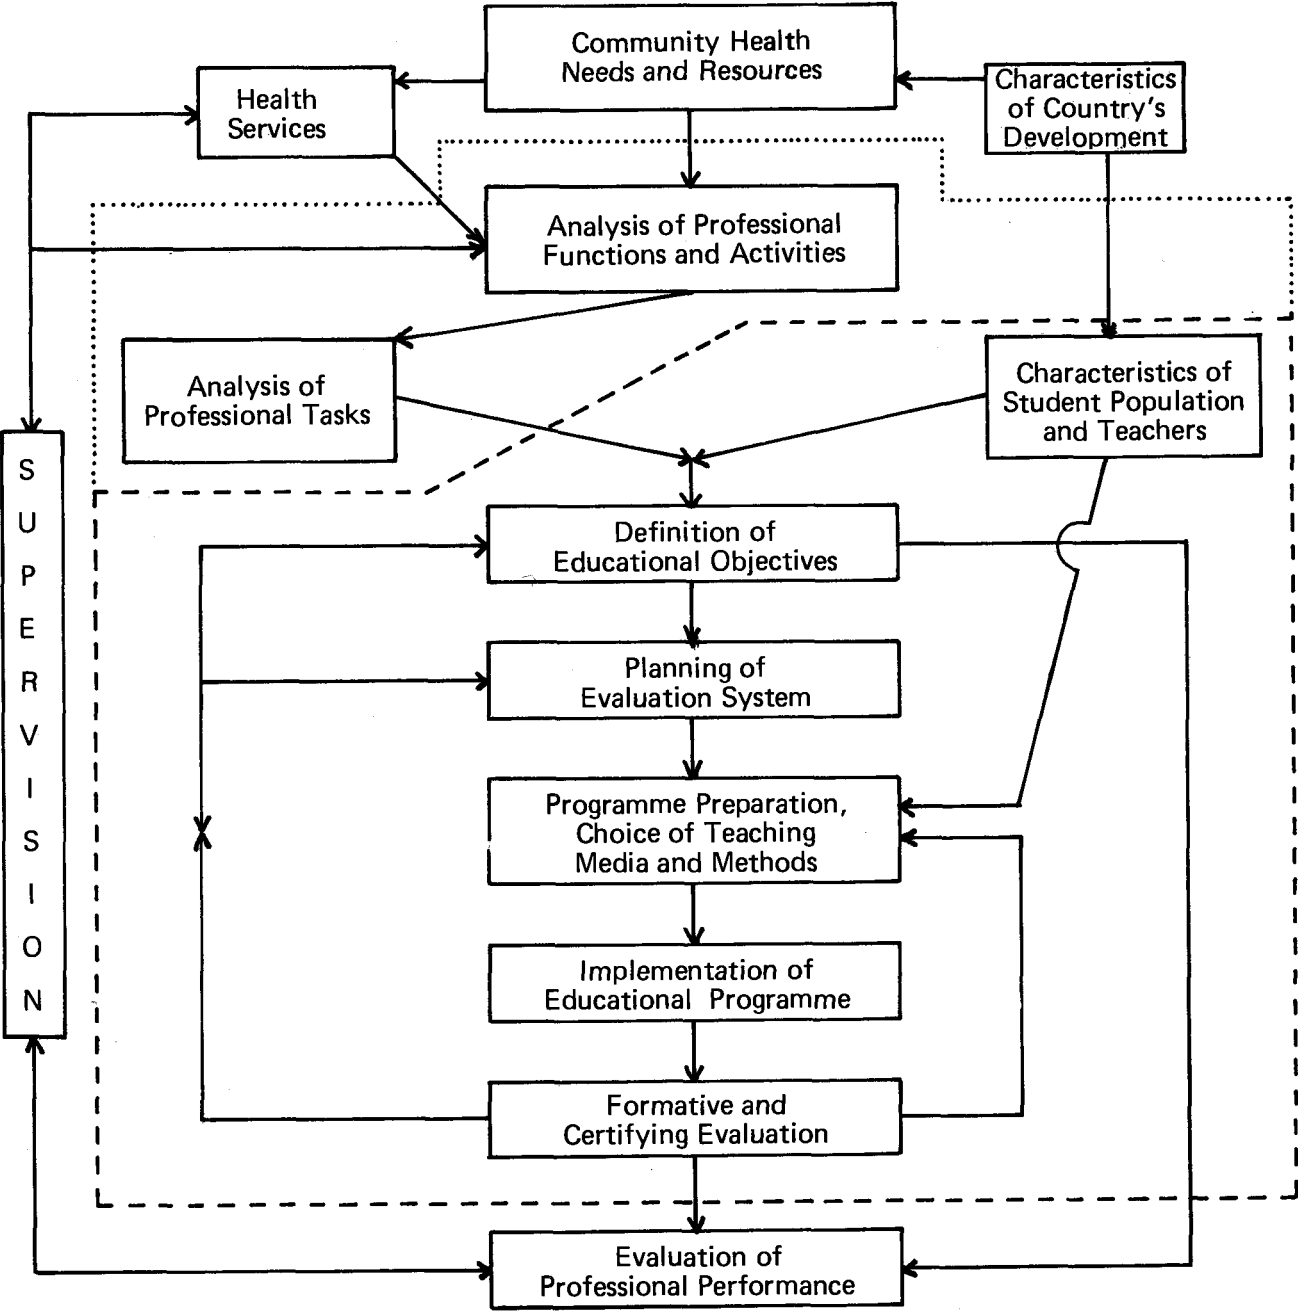 Community Health
Needs and Resources
Characteristics
of Country's
Development
Health
Services
Analysis of Professional
Functions and Activities
Analysis of
Professional Tasks
Characteristics of
Student Population
and Teachers
SUPERVISION
Definition of
Educational Objectives
Planning of
Evaluation System
Programme Preparation,
Choice of Teaching
Media and Methods
Implementation of
Educational Programme
Formative and
Certifying Evaluation
Evaluation of
Professional Performance